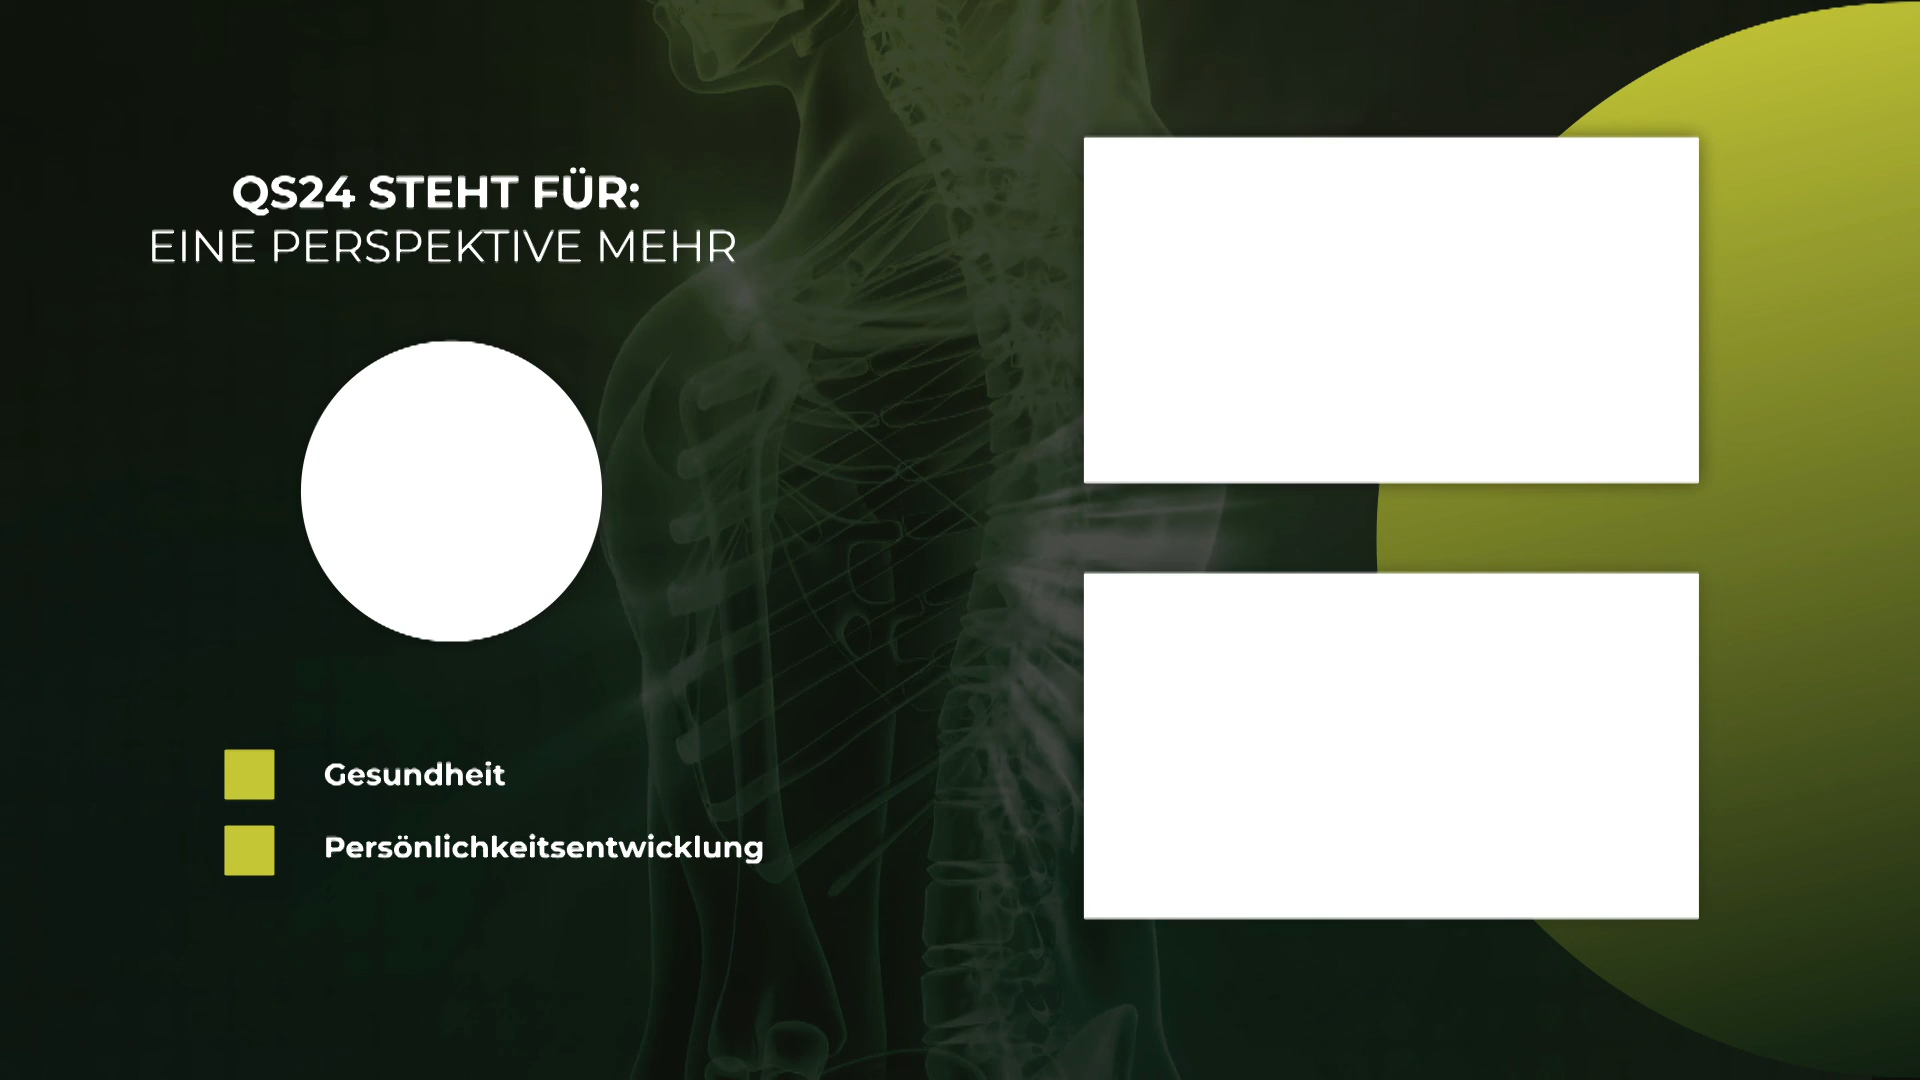 QS24 STEHT FÜR:
EINE PERSPEKTIVE MEHR
Gesundheit
Persönlichkeitsentwicklung